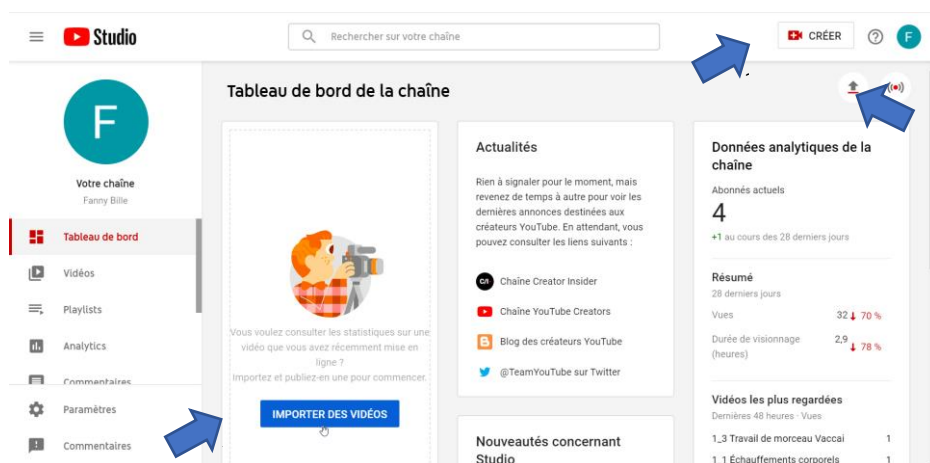 Studio
Rechercher sur votre chaîne
CRÉER
F
F
Votre chaîne
Fanny Bille
Tableau de bord
Vidéos
Playlists
Analytics
Commentaires
Paramètres
Commentaires
Tableau de bord de la chaîne
Vous voulez consulter les statistiques sur une
vidéo que vous avez récemment mise en
ligne ?
Importez et publiez-en une pour commencer.
IMPORTER DES VIDÉOS
Actualités
Rien à signaler pour le moment, mais
revenez de temps à autre pour voir les
dernières annonces destinées aux
créateurs YouTube. En attendant, vous
pouvez consulter les liens suivants :
Chaîne Creator Insider
Chaîne YouTube Creators
Blog des créateurs YouTube
@TeamYouTube sur Twitter
Nouveautés concernant
Studio
Données analytiques de la
chaîne
Abonnés actuels
4
+1 au cours des 28 derniers jours
Résumé
28 derniers jours
Vues 32 70 %
Durée de visionnage 2,9 78 %
(heures)
Vidéos les plus regardées
Dernières 48 heures · Vues
1_3 Travail de morceau Vaccai 1
1_1 Échauffements corporels 1